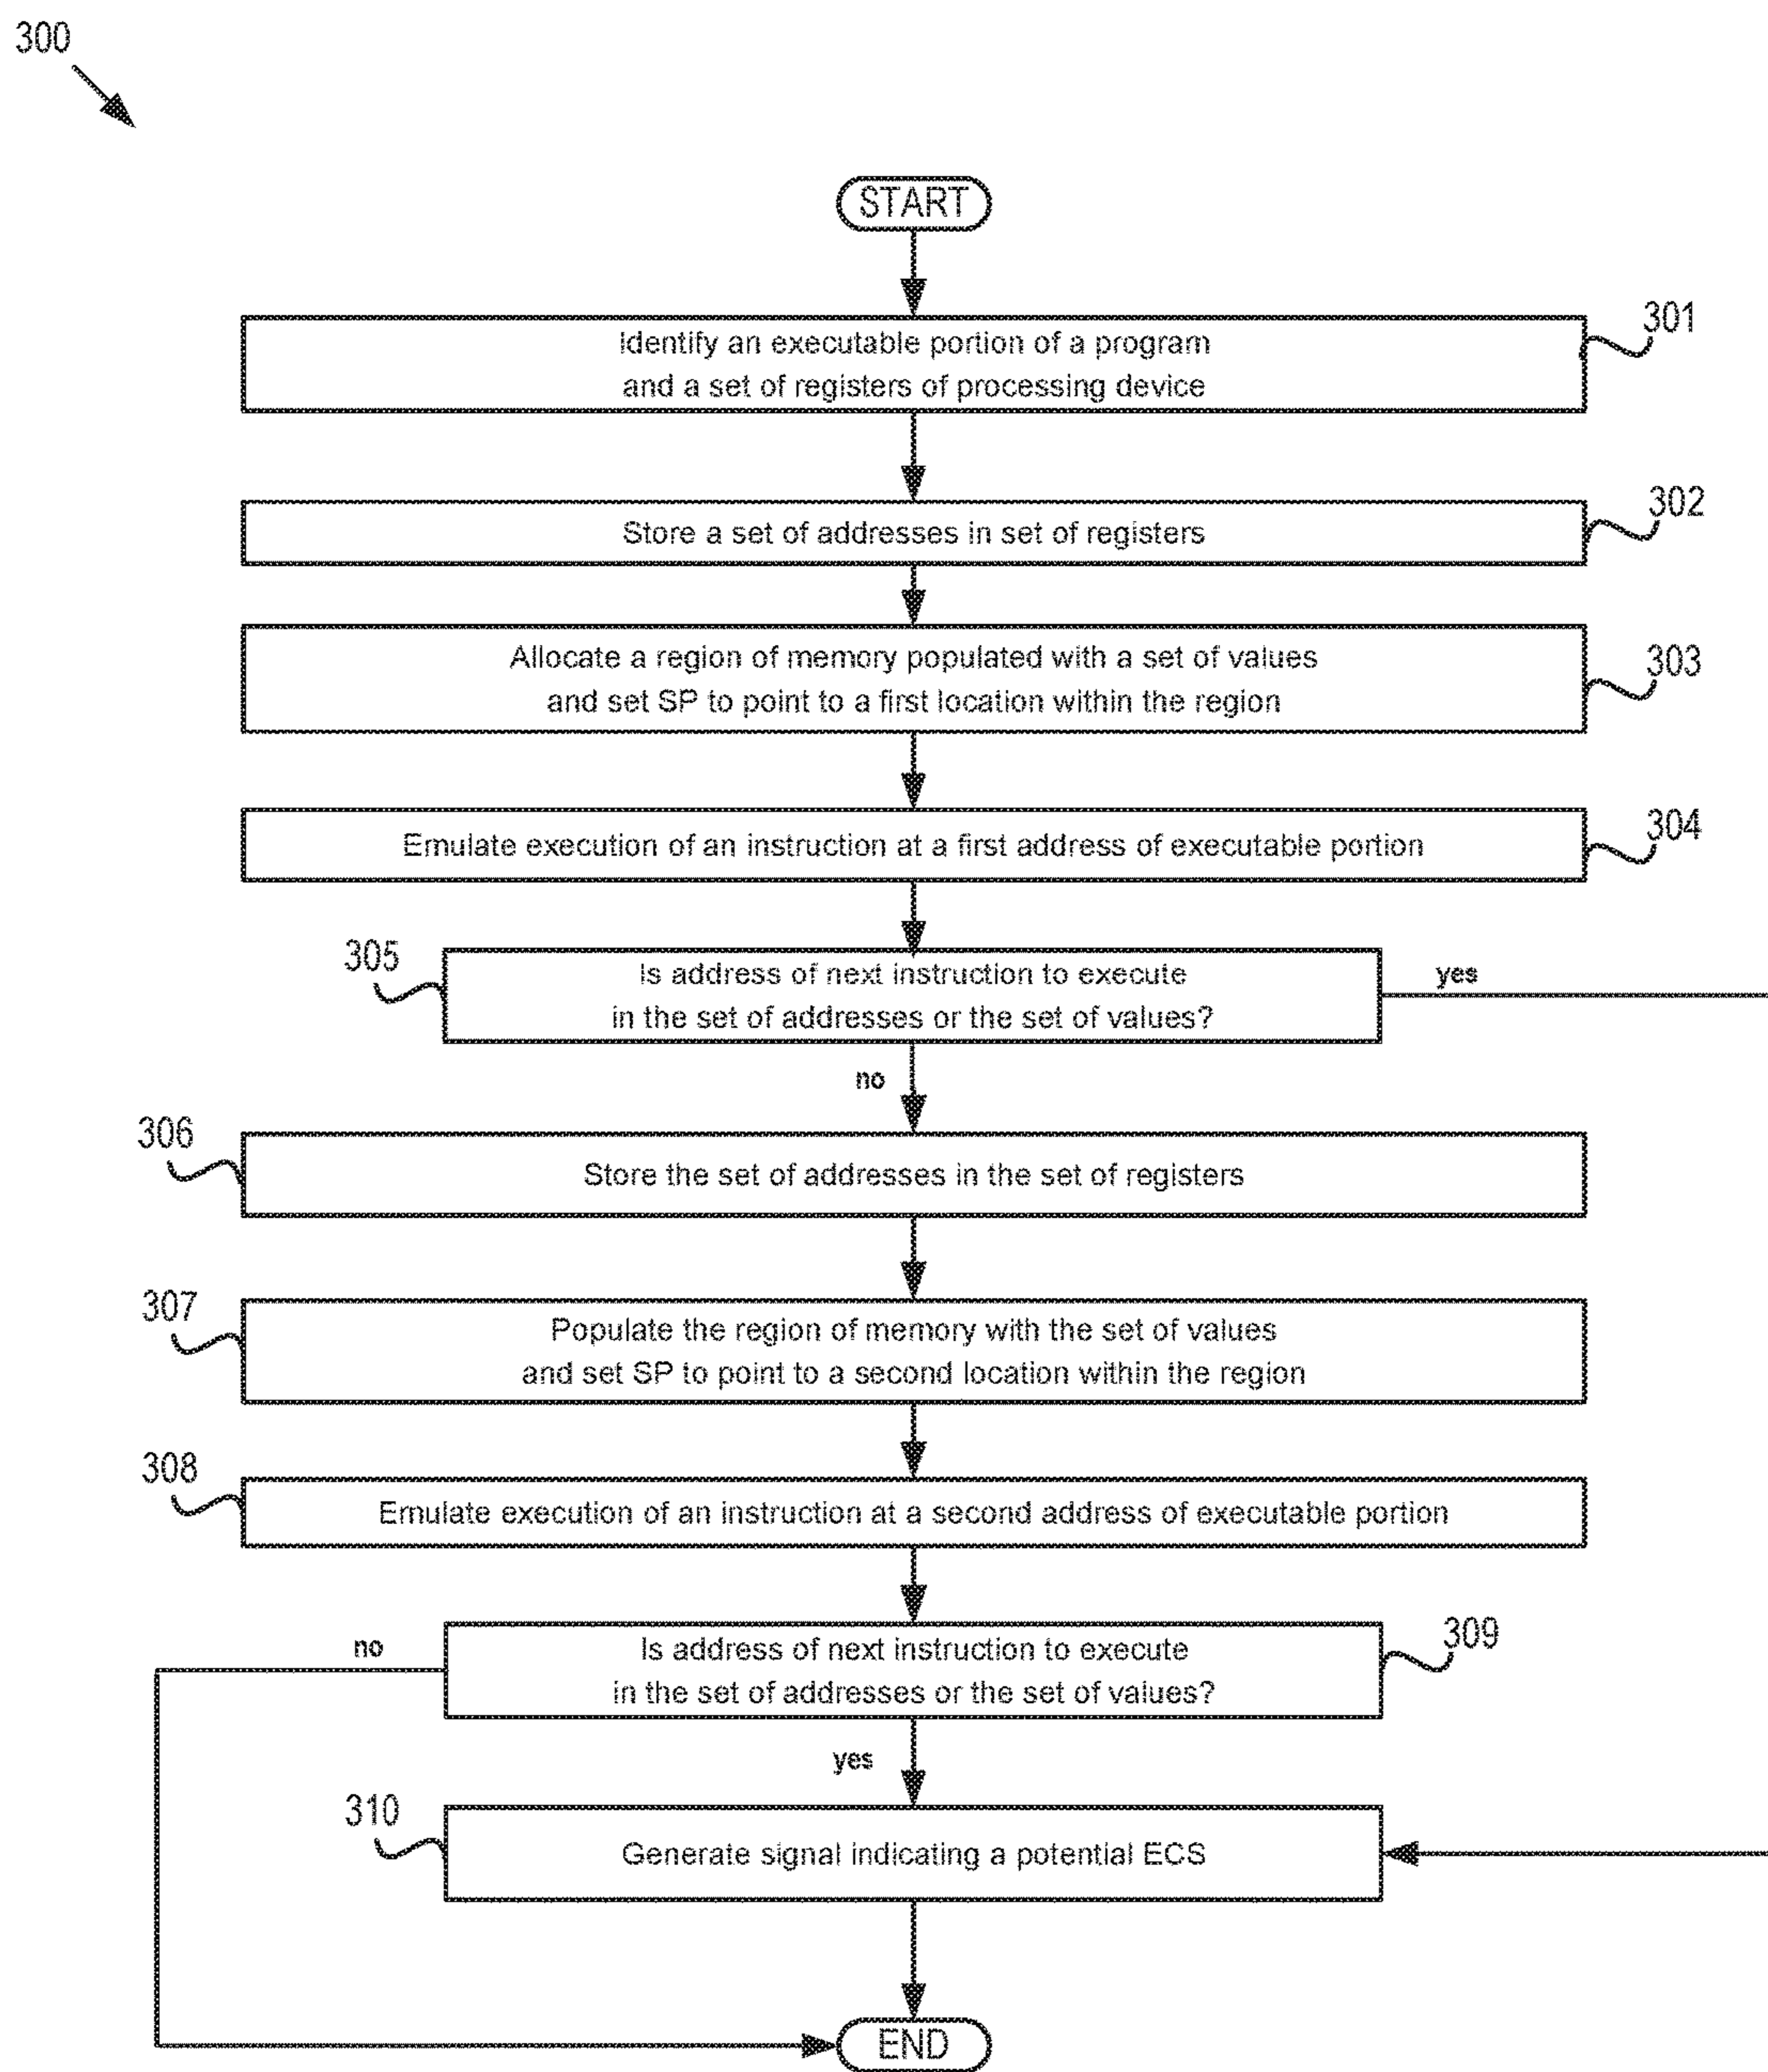 300
START
Identify an executable portion of a program
and a set of registers of processing device
301
Store a set of addresses in set of registers
302
Allocate a region of memory populated with a set of values
and set SP to point to a first location within the region
303
Emulate execution of an instruction at a first address of executable portion
304
305
Is address of next instruction to execute
in the set of addresses or the set of values?
yes
no
306
Store the set of addresses in the set of registers
307
Populate the region of memory with the set of values
and set SP to point to a second location within the region
308
Emulate execution of an instruction at a second address of executable portion
no
Is address of next instruction to execute
in the set of addresses or the set of values?
309
yes
310
Generate signal indicating a potential ECS
END